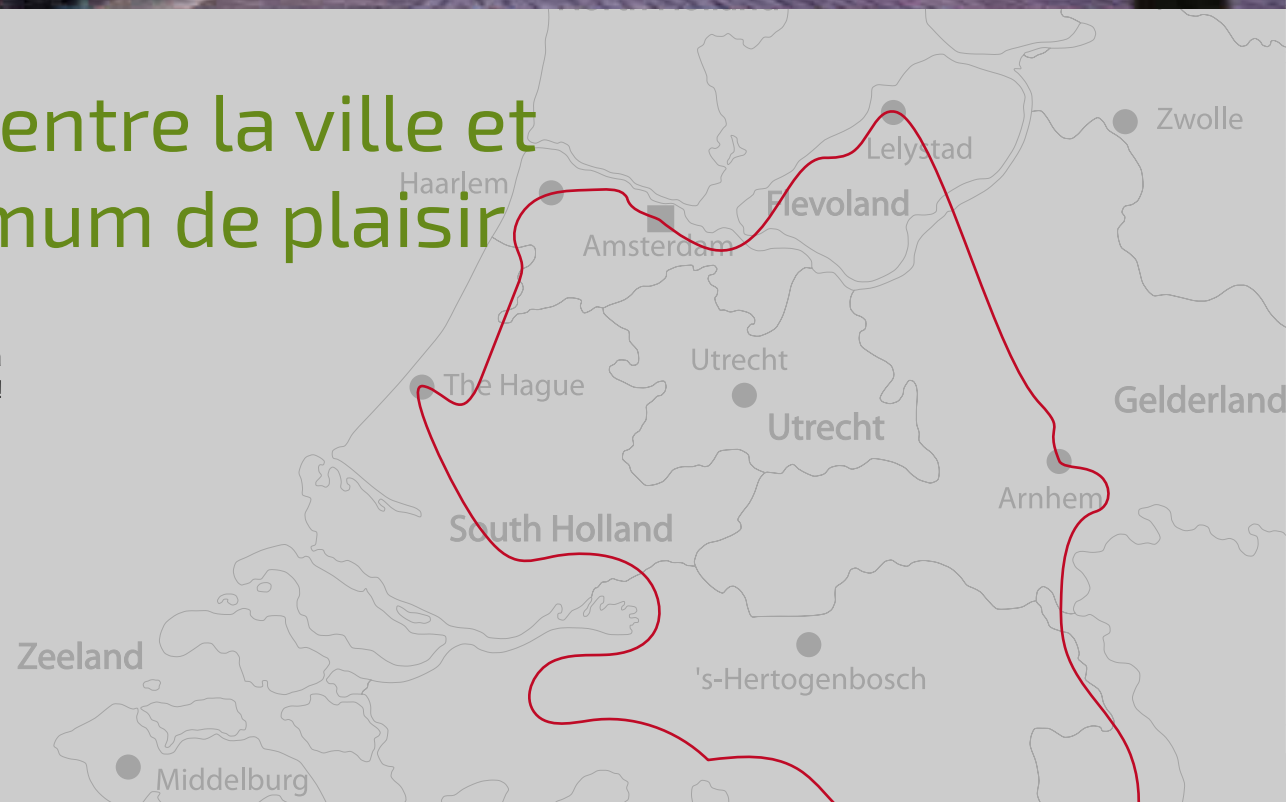 entre la ville et
mum de plaisir
Zwolle
Lelystad
Haarlem
Flevoland
Amsterdam
Utrecht
The Hague
Gelderland
Utrecht
Arnhem
South Holland
Zeeland
's-Hertogenbosch
Middelburg